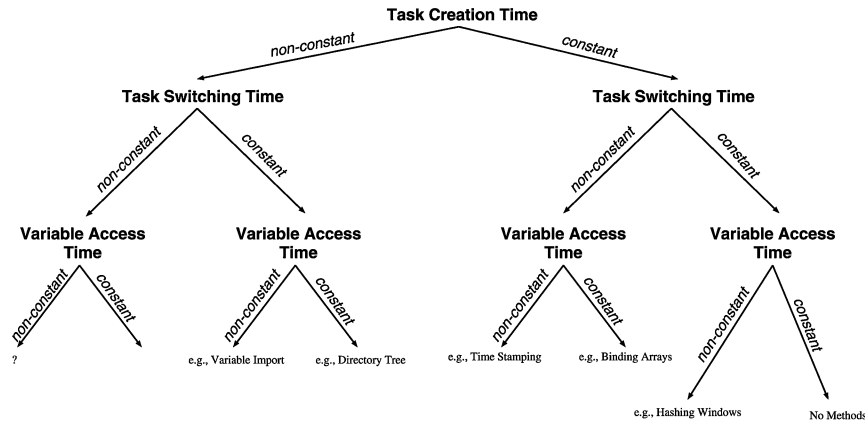 Task Creation Time
non-constant
constant
Task Switching Time
Task Switching Time
non-constant
constant
non-constant
constant
Variable Access
Time
Variable Access
Time
Variable Access
Time
Variable Access
Time
non-constant
constant
non-constant
constant
non-constant
constant
non-constant
constant
?
e.g., Variable Import
e.g., Directory Tree
e.g., Time Stamping
e.g., Binding Arrays
e.g., Hashing Windows
No Methods